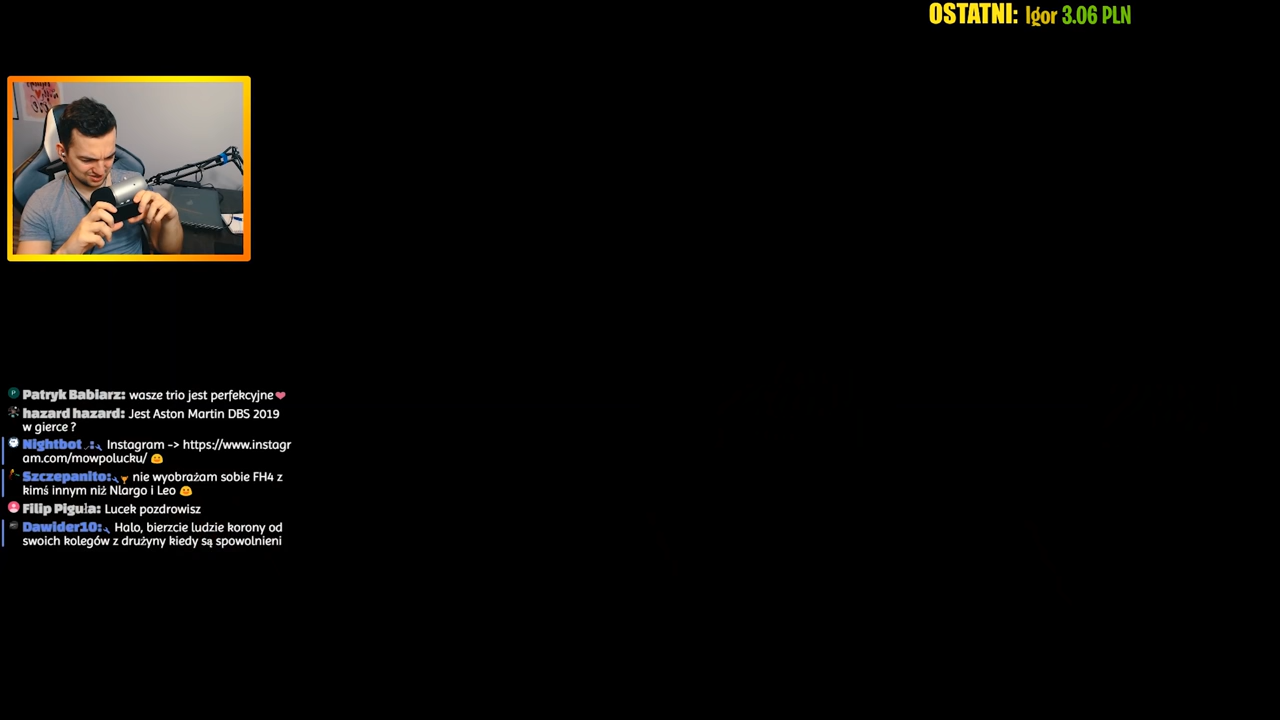 OSTATNI: Igor 3.06 PLN
Patryk Babiarz: wasze trio jest perfekcyjne
hazard hazard: Jest Aston Martin DBS 2019
w gierce ?
Nightbot : Instagram -> https://www.instagr
am.com/mowpolucku/
Szczepanito: nie wyobrażam sobie FH4 z
kimś innym niż Nlargo i Leo
Filip Piguła: Lucek pozdrowisz
Dawider10: Halo, bierzcie ludzie korony od
swoich kolegów z drużyny kiedy są spowolnieni